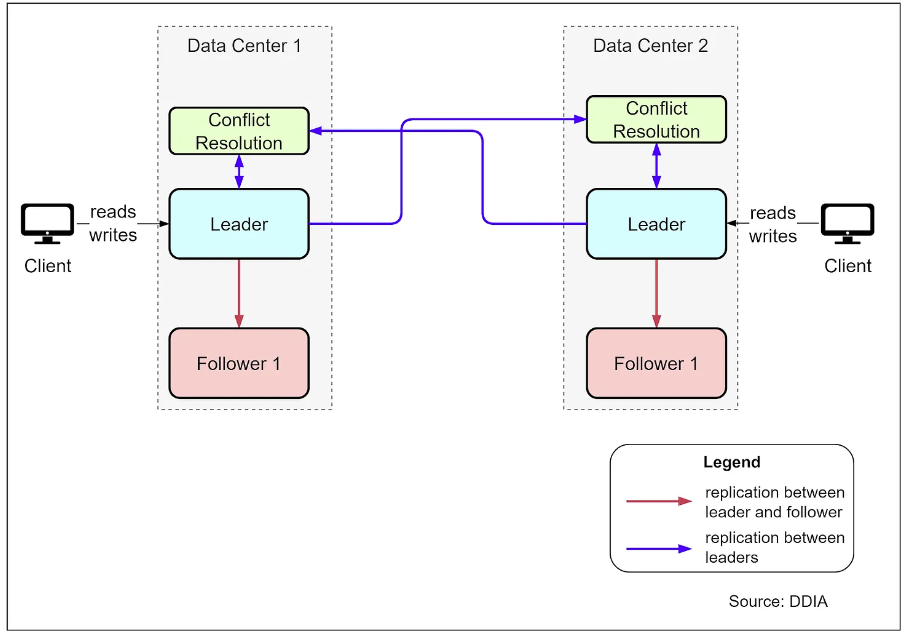 Data Center 1
Data Center 2
Conflict
Resolution
Conflict
Resolution
reads
writes
Leader
Leader
reads
writes
Client
Client
Follower 1
Follower 1
Legend
replication between
leader and follower
replication between
leaders
Source: DDIA